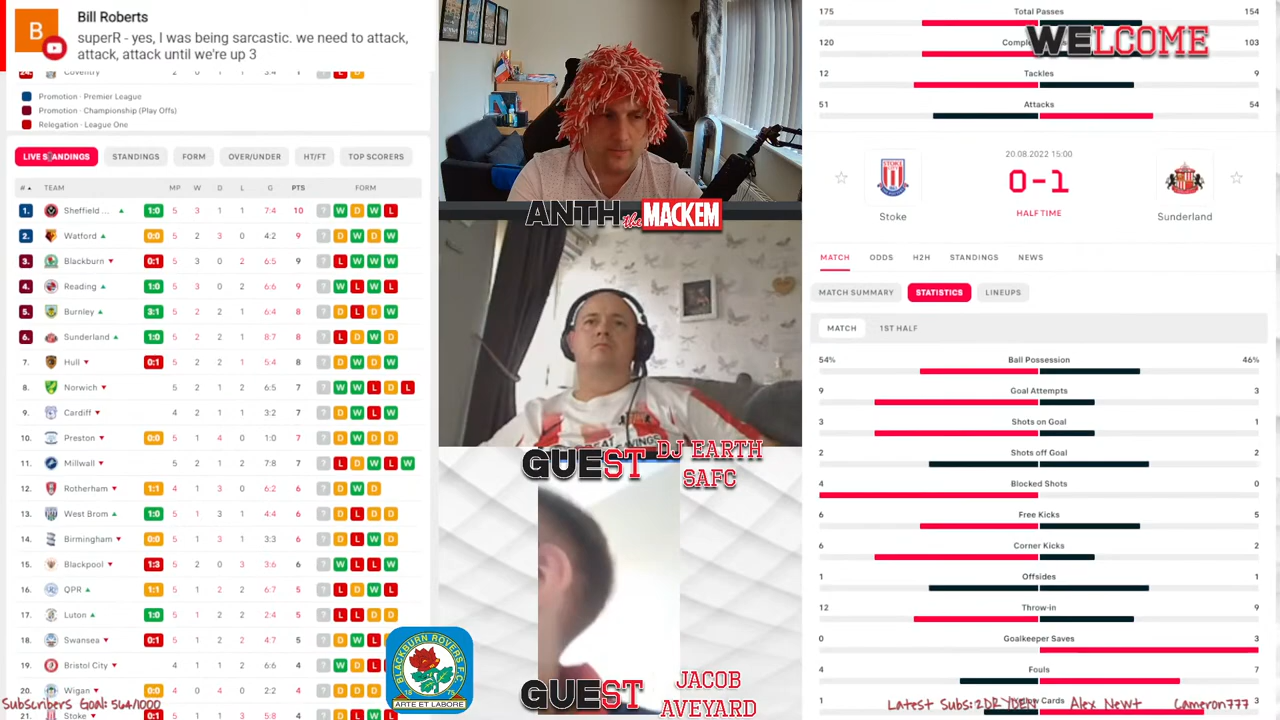 Bill Roberts
superR - yes, I was being sarcastic. we need to attack,
attack, attack until we're up 3
B
24. Coventry 2 0 1 1 3:4 1 L D
Promotion - Premier League
Promotion - Championship (Play Offs)
Relegation - League One
LIVE STANDINGS STANDINGS FORM OVER/UNDER HT/FT TOP SCORERS
# TEAM MP W D L G PTS FORM
1. Sheffield ... 1:0 5 3 1 1 7:4 10 ? W D W L
2. Watford 0:0 5 2 3 0 4:2 9 ? D W D W
3. Blackburn 0:1 5 3 0 2 6:5 9 ? L W W W
4. Reading 1:0 5 3 0 2 6:6 9 ? W L W L
5. Burnley 3:1 5 2 2 1 6:4 8 ? D L D W
6. Sunderland 1:0 5 2 2 1 8:7 8 ? L D W D
7. Hull 0:1 5 2 2 1 5:4 8 ? D W D W
8. Norwich 5 2 1 2 6:5 7 ? W W L D L
9. Cardiff 4 2 1 1 3:2 7 ? D W L W
10. Preston 0:0 5 1 4 0 1:0 7 ? D W D D
11. Millwall 5 2 1 2 7:8 7 ? L D W L W
12. Rotherham 1:1 4 1 3 0 6:2 6 ? D W D
13. West Brom 1:0 5 1 3 1 4:4 6 ? D L D D
14. Birmingham 0:0 5 1 3 1 3:3 6 ? D L W D
15. Blackpool 1:3 5 2 0 3 3:6 6 ? W L L W
16. QPR 1:1 5 1 2 2 6:7 5 ? L W L D
17. Luton 1:0 5 1 2 2 2:4 5 ? L L D D
18. Swansea 0:1 5 1 2 2 4:7 5 ? D W L D
19. Bristol City 4 1 1 2 6:6 4 ? W D L
20. Wigan 0:0 4 0 4 0 2:2 ? D D D
21. Stoke 0:1 5 1 1 3 5:8 ? L D W L
Subscribers Goal: 564/1000
BLACKBURN ROVERS F.C.
18 75
ARTE ET LABORE
ANTH the MACKEM
GUEST DJ EARTH
SAFC
GUEST JACOB
AVEYARD
WELCOME
175 Total Passes 154
120 103
12 Tackles 9
51 Attacks 54
20.08.2022 15:00
0-1
HALF TIME
STOKE
Stoke Sunderland
MATCH ODDS H2H STANDINGS NEWS
MATCH SUMMARY STATISTICS LINEUPS
MATCH 1ST HALF
54% Ball Possession 46%
9 Goal Attempts 3
3 Shots on Goal 1
2 Shots off Goal 2
4 Blocked Shots 0
6 Free Kicks 5
6 Corner Kicks 2
1 Offsides 1
12 Throw-in 9
0 Goalkeeper Saves 3
4 Fouls 7
1 Cards 3
Latest Subs: 2DRYDEN Alex Newt Cameron777